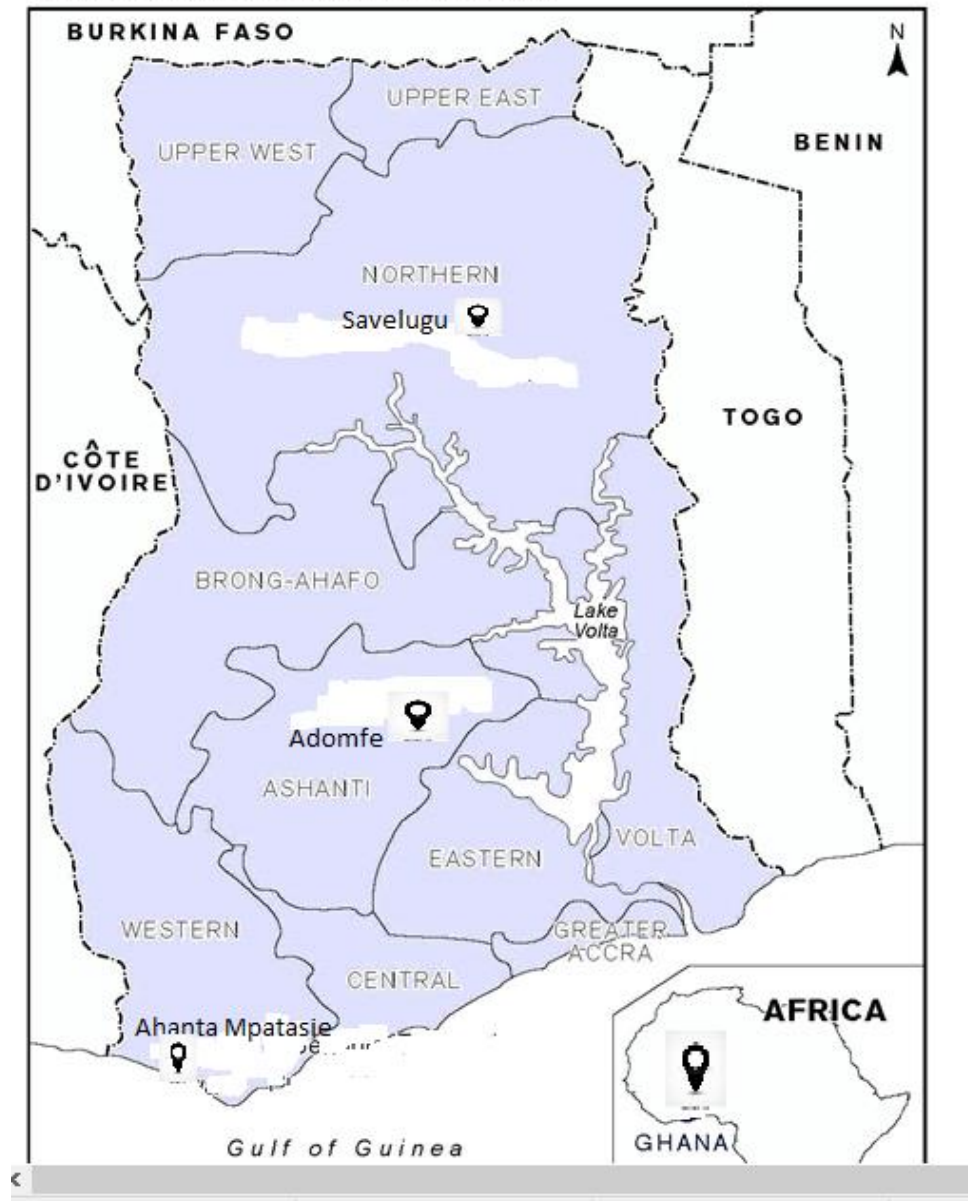 BURKINA FASO
N
UPPER EAST
UPPER WEST
BENIN
NORTHERN
Savelugu
TOGO
CÔTE
D'IVOIRE
BRONG-AHAFO
Lake
Volta
Adomfe
ASHANTI
EASTERN
VOLTA
WESTERN
GREATER
ACCRA
CENTRAL
AFRICA
Ahanta Mpatasie
GHANA
Gulf of Guinea